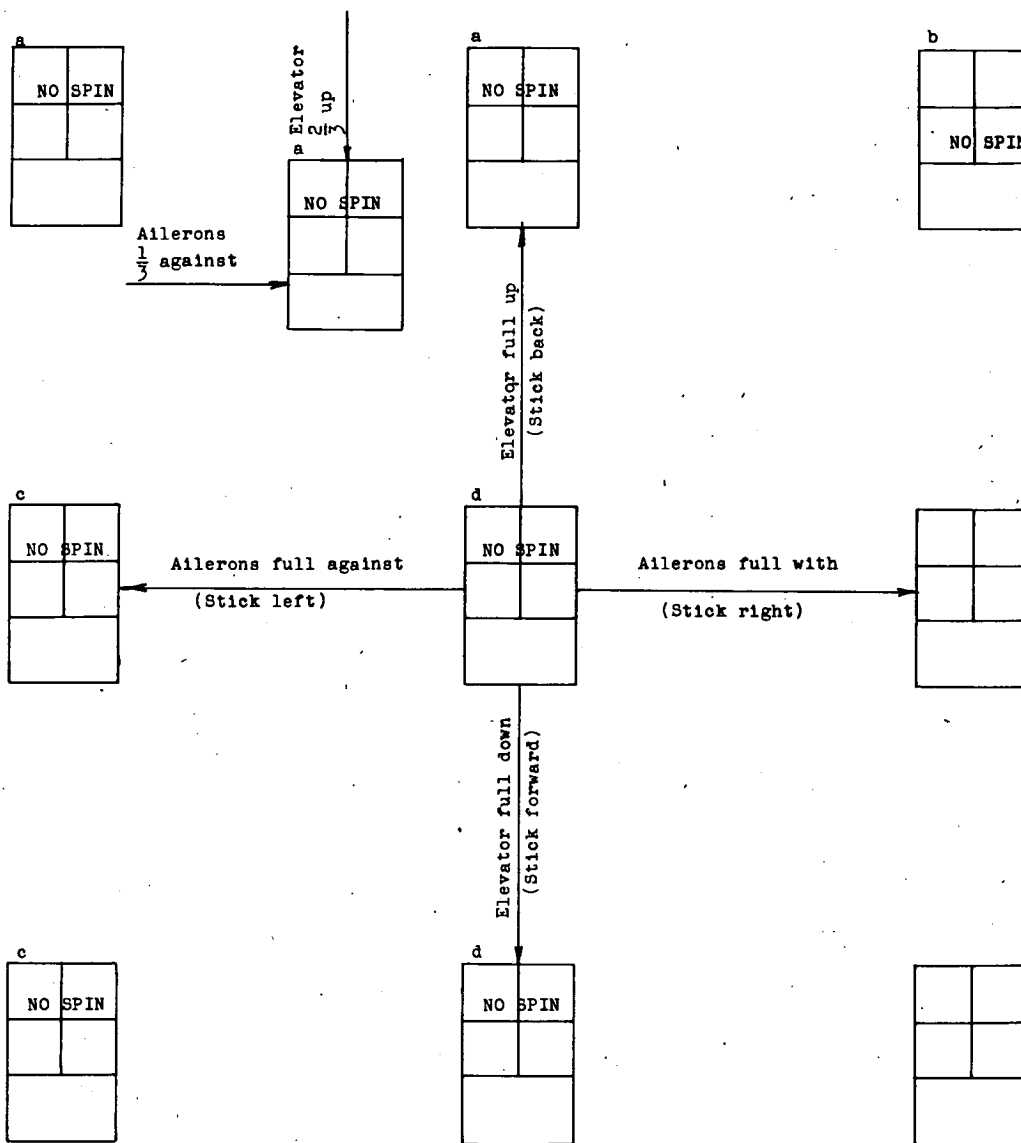 a
NO SPIN
Elevator
2/3 up
a
NO SPIN
Ailerons
1/3 against
a
NO SPIN
b
NO SPIN
Elevator full up
(Stick back)
c
NO SPIN
Ailerons full against
(Stick left)
d
NO SPIN
Ailerons full with
(Stick right)
Elevator full down
(Stick forward)
c
NO SPIN
d
NO SPIN